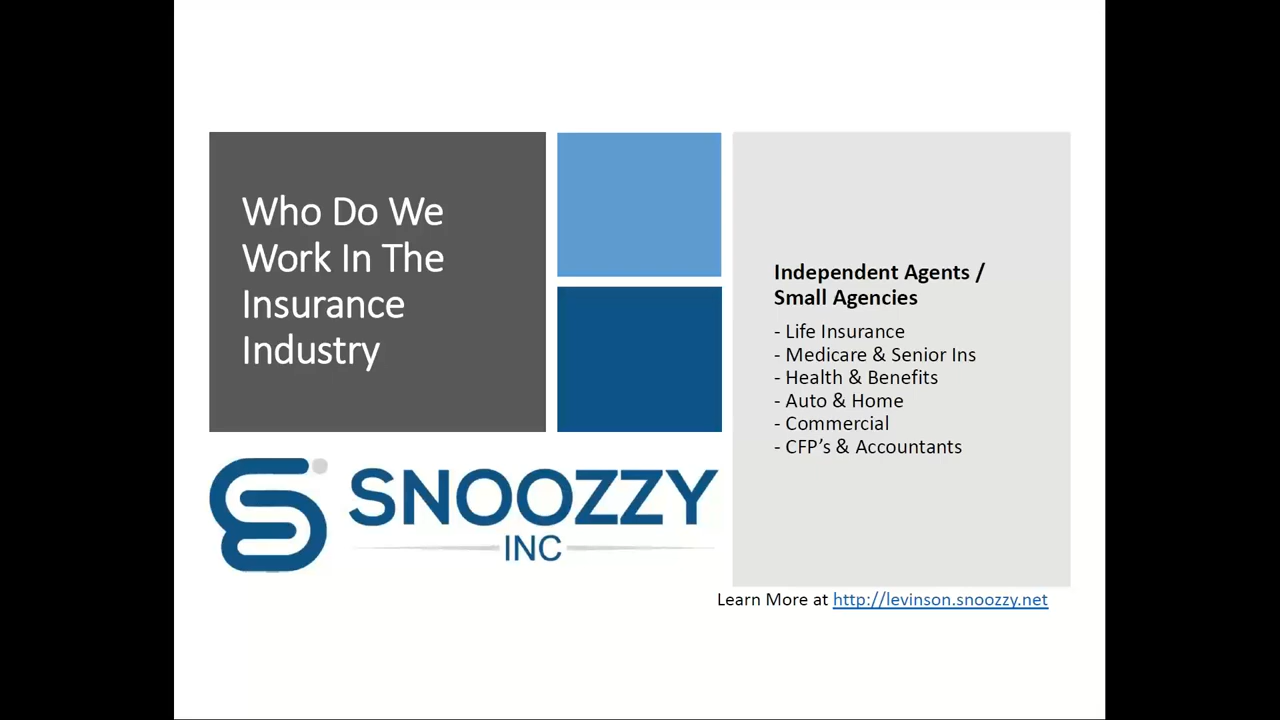 Who Do We
Work In The
Insurance
Industry
Independent Agents /
Small Agencies
- Life Insurance
- Medicare & Senior Ins
- Health & Benefits
- Auto & Home
- Commercial
- CFP’s & Accountants
SNOOZZY
INC
Learn More at http://levinson.snoozzy.net